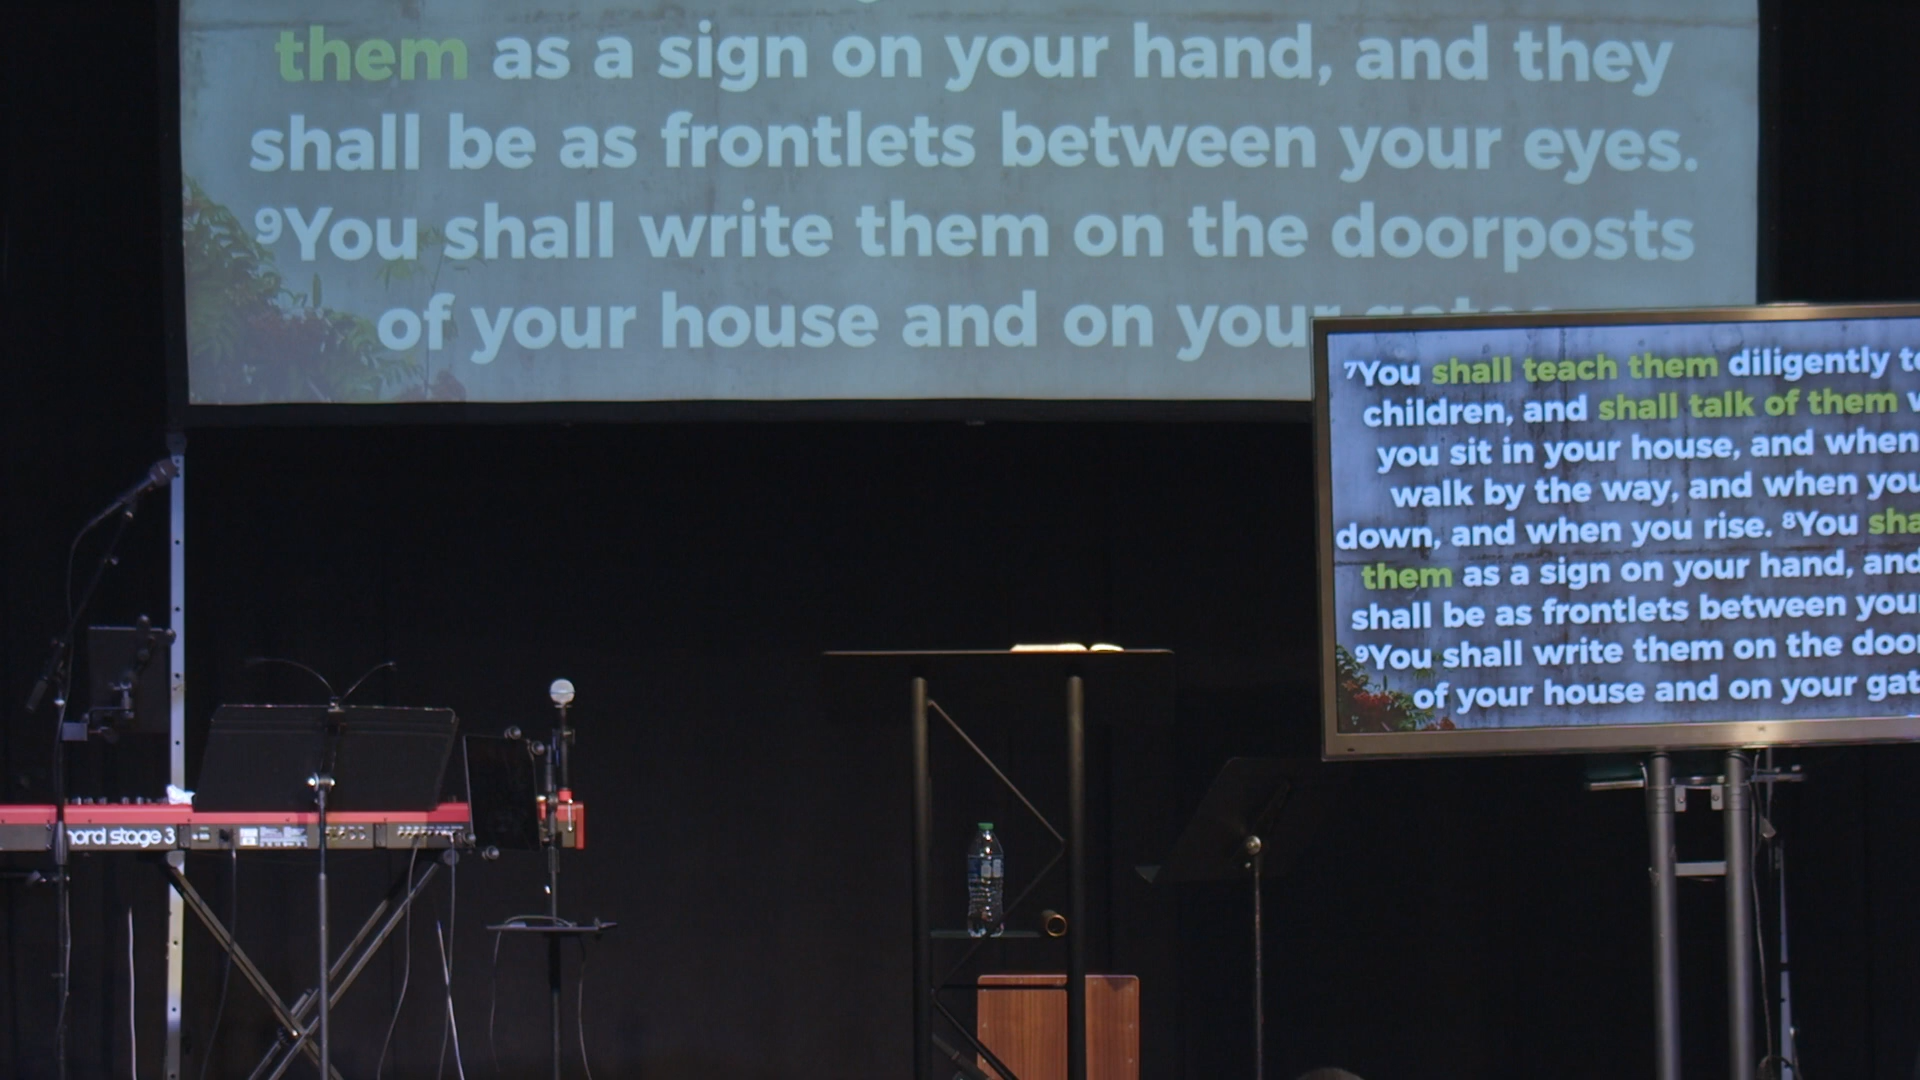 them as a sign on your hand, and they
shall be as frontlets between your eyes.
⁹You shall write them on the doorposts
of your house and on your
⁷You shall teach them diligently
children, and shall talk of them
you sit in your house, and when
walk by the way, and when
down, and when you rise. ⁸You
them as a sign on your hand, and
shall be as frontlets between
⁹You shall write them on the
of your house and on your
nord stage 3